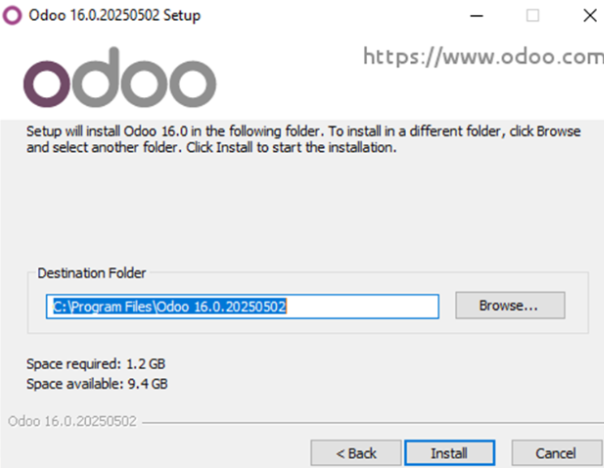 Odoo 16.0.20250502 Setup
odoo
https://www.odoo.com
Setup will install Odoo 16.0 in the following folder. To install in a different folder, click Browse
and select another folder. Click Install to start the installation.
Destination Folder
C:\Program Files\Odoo 16.0.20250502
Browse...
Space required: 1.2 GB
Space available: 9.4 GB
Odoo 16.0.20250502
< Back
Install
Cancel